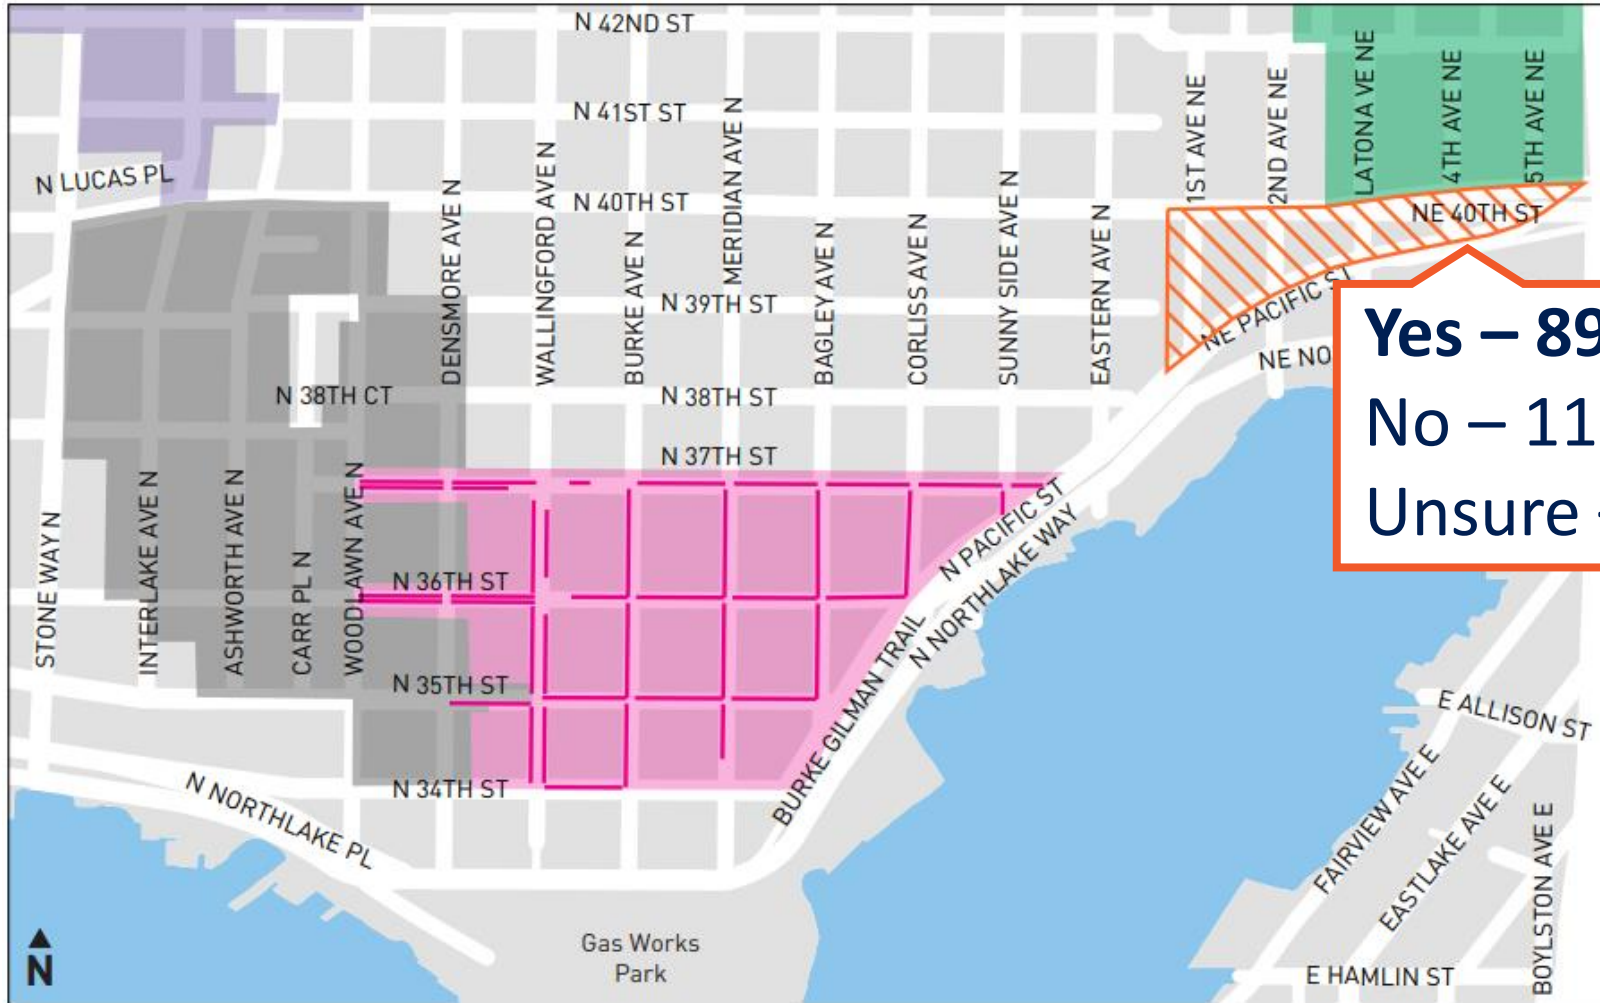 N 42ND ST
N 41ST ST
N LUCAS PL
N 40TH ST
N 39TH ST
N 38TH CT
N 38TH ST
N 37TH ST
N 36TH ST
N 35TH ST
N 34TH ST
STONE WAY N
INTERLAKE AVE N
ASHWORTH AVE N
CARR PL N
WOODLAWN AVE N
DENSMORE AVE N
WALLINGFORD AVE N
BURKE AVE N
MERIDIAN AVE N
BAGLEY AVE N
CORLISS AVE N
SUNNY SIDE AVE N
EASTERN AVE N
1ST AVE NE
2ND AVE NE
LATONA AVE NE
4TH AVE NE
5TH AVE NE
NE 40TH ST
NE PACIFIC ST
NE NO
Yes – 89
No – 11
Unsure -
N PACIFIC ST
N NORTHLAKE WAY
BURKE GILMAN TRAIL
N NORTHLAKE PL
Gas Works
Park
E ALLISON ST
FAIRVIEW AVE E
EASTLAKE AVE E
BOYLSTON AVE E
E HAMLIN ST
N